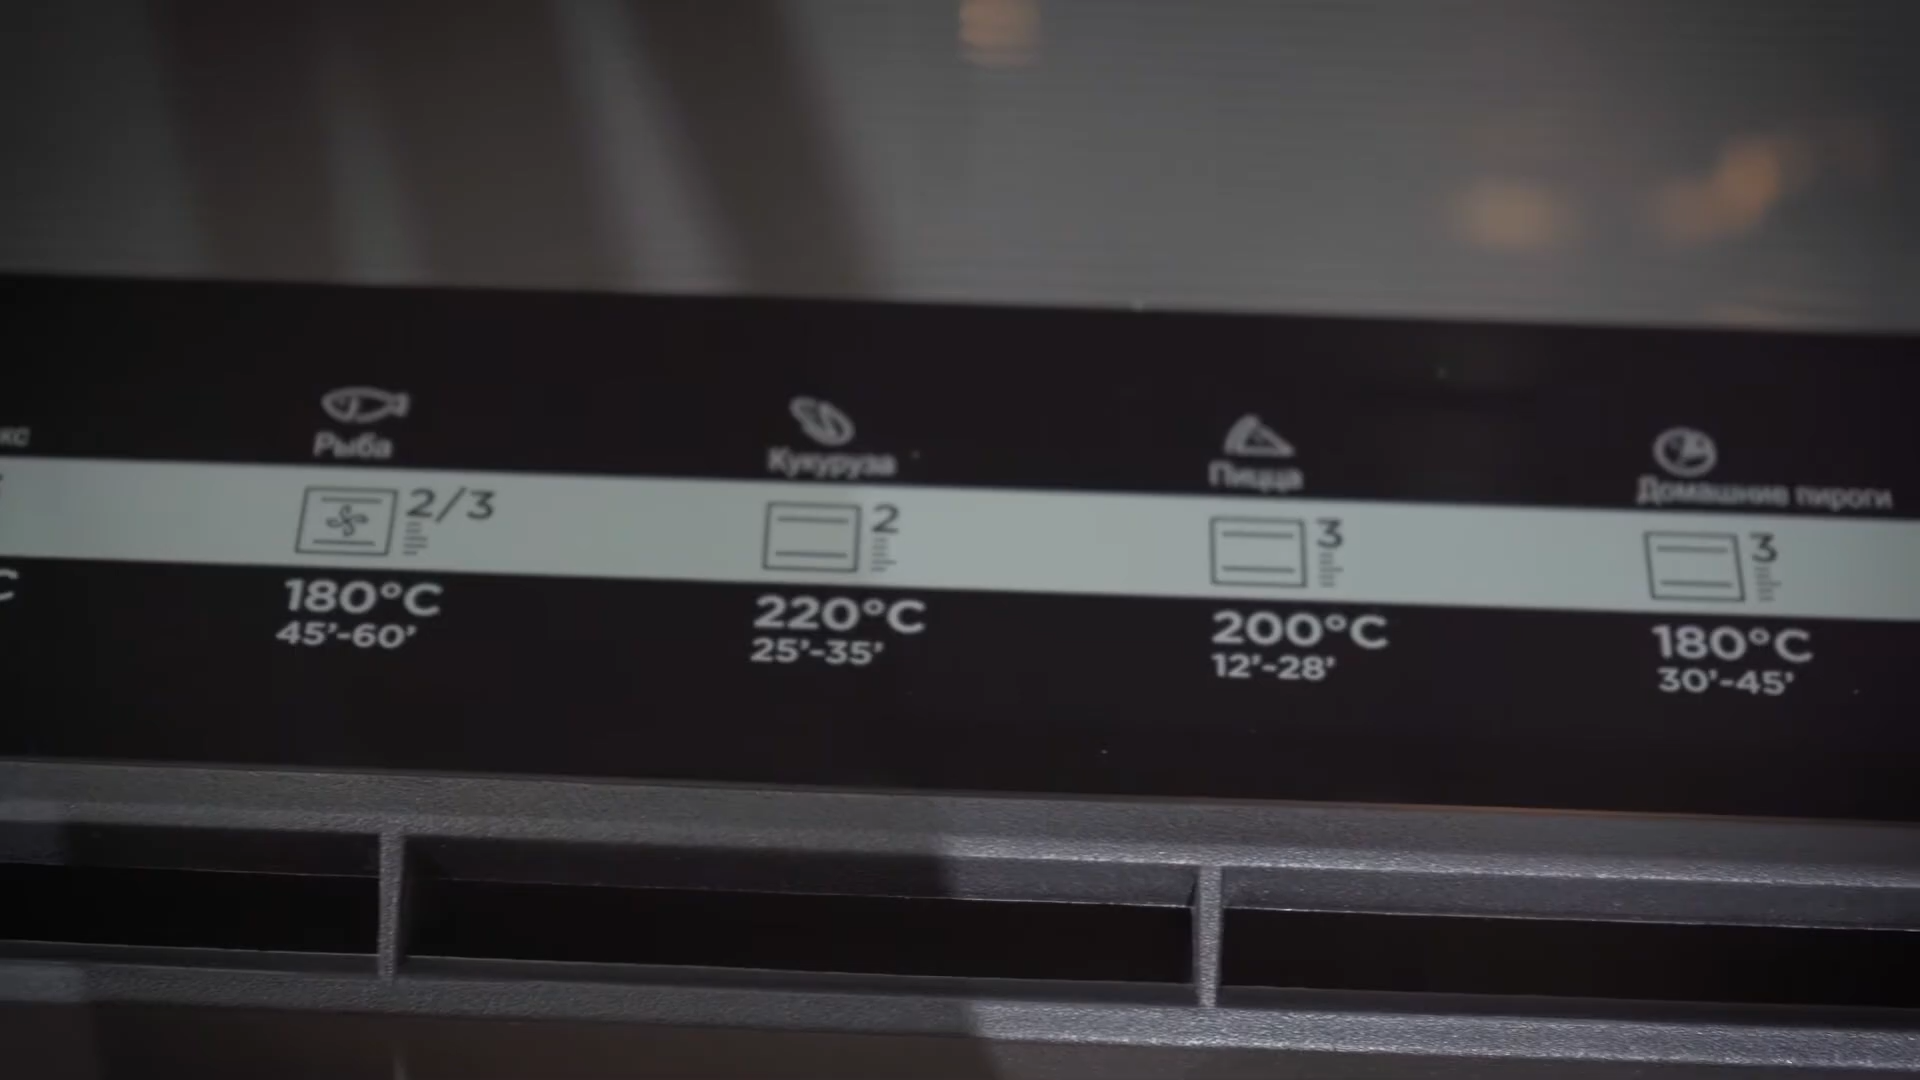 кс
Рыба
Кукуруза
Пицца
Домашние пироги
2/3
2
3
3
C
180°C
220°C
200°C
180°C
45'-60'
25'-35'
12'-28'
30'-45'